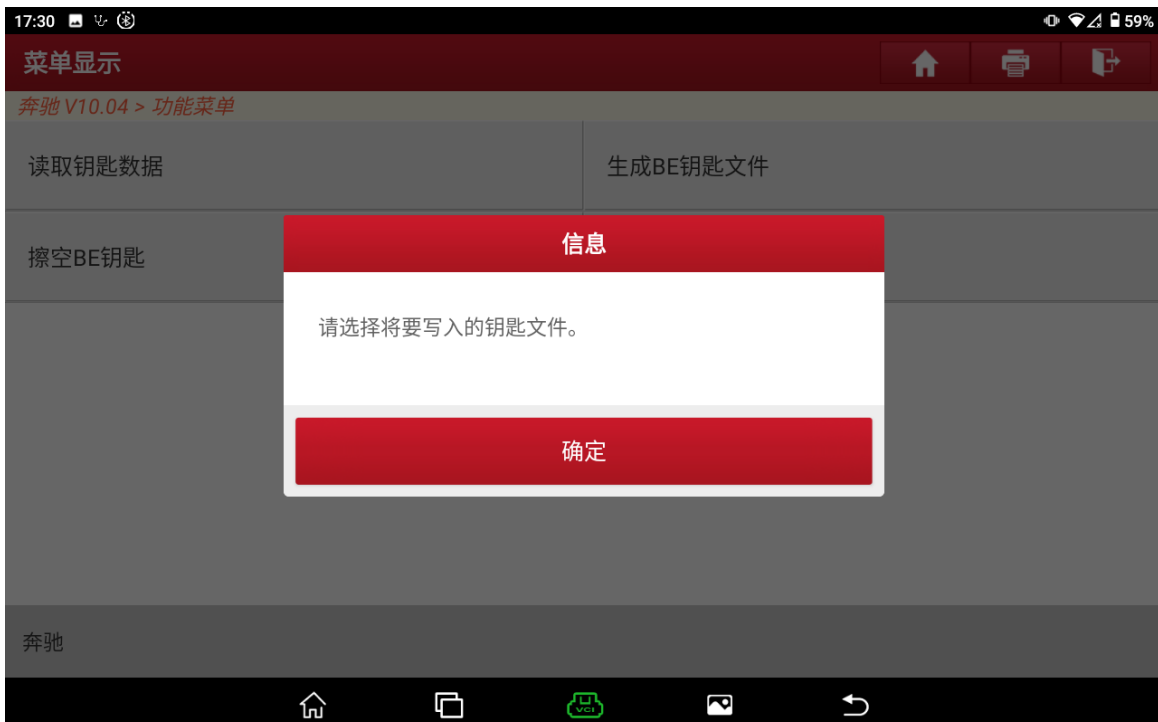 17:30
59%
菜单显示
奔驰 V10.04 > 功能菜单
读取钥匙数据
生成BE钥匙文件
擦空BE钥匙
信息
请选择将要写入的钥匙文件。
确定
奔驰
VCI